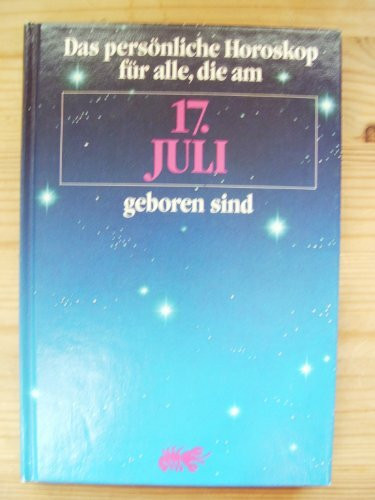 Das persönliche Horoskop
für alle, die am
17.
JULI
geboren sind